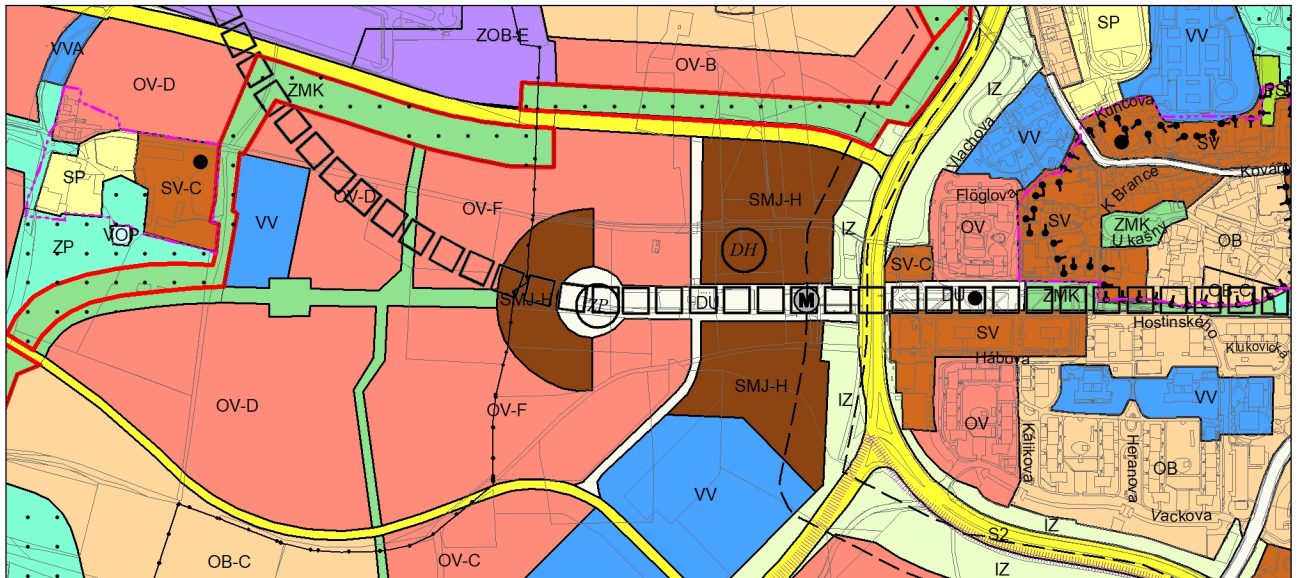 SP
VV
VVA
ZOB-E
OV-D
OV-B
IZ
ZMK
Kuncova
VV
SV
Vlachova
SP
SV-C
VV
OV-D
OV-F
SMJ-H
Flöglova
K Brance
OV
SV
ZMK
U kašny
VOP
ZP
IZ
DH
OB
SV-C
SMJ-H
ZP
DU
M
DU
ZMK
OB-C
Hostinského
SV
Hábova
Klukovická
SMJ-H
IZ
OV-D
OV-F
OV
VV
Kálikova
Heranova
OB
VV
Vackova
S2
IZ
OB-C
OV-C
IZ